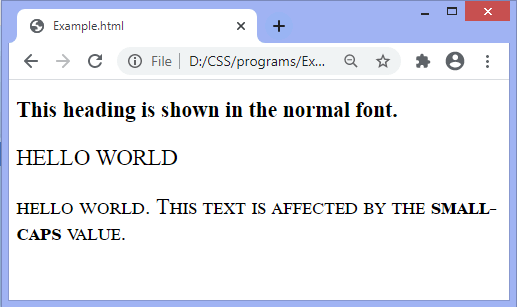 Example.html
File
D:/CSS/programs/Ex...
This heading is shown in the normal font.
HELLO WORLD
hello world. This text is affected by the small-
caps value.